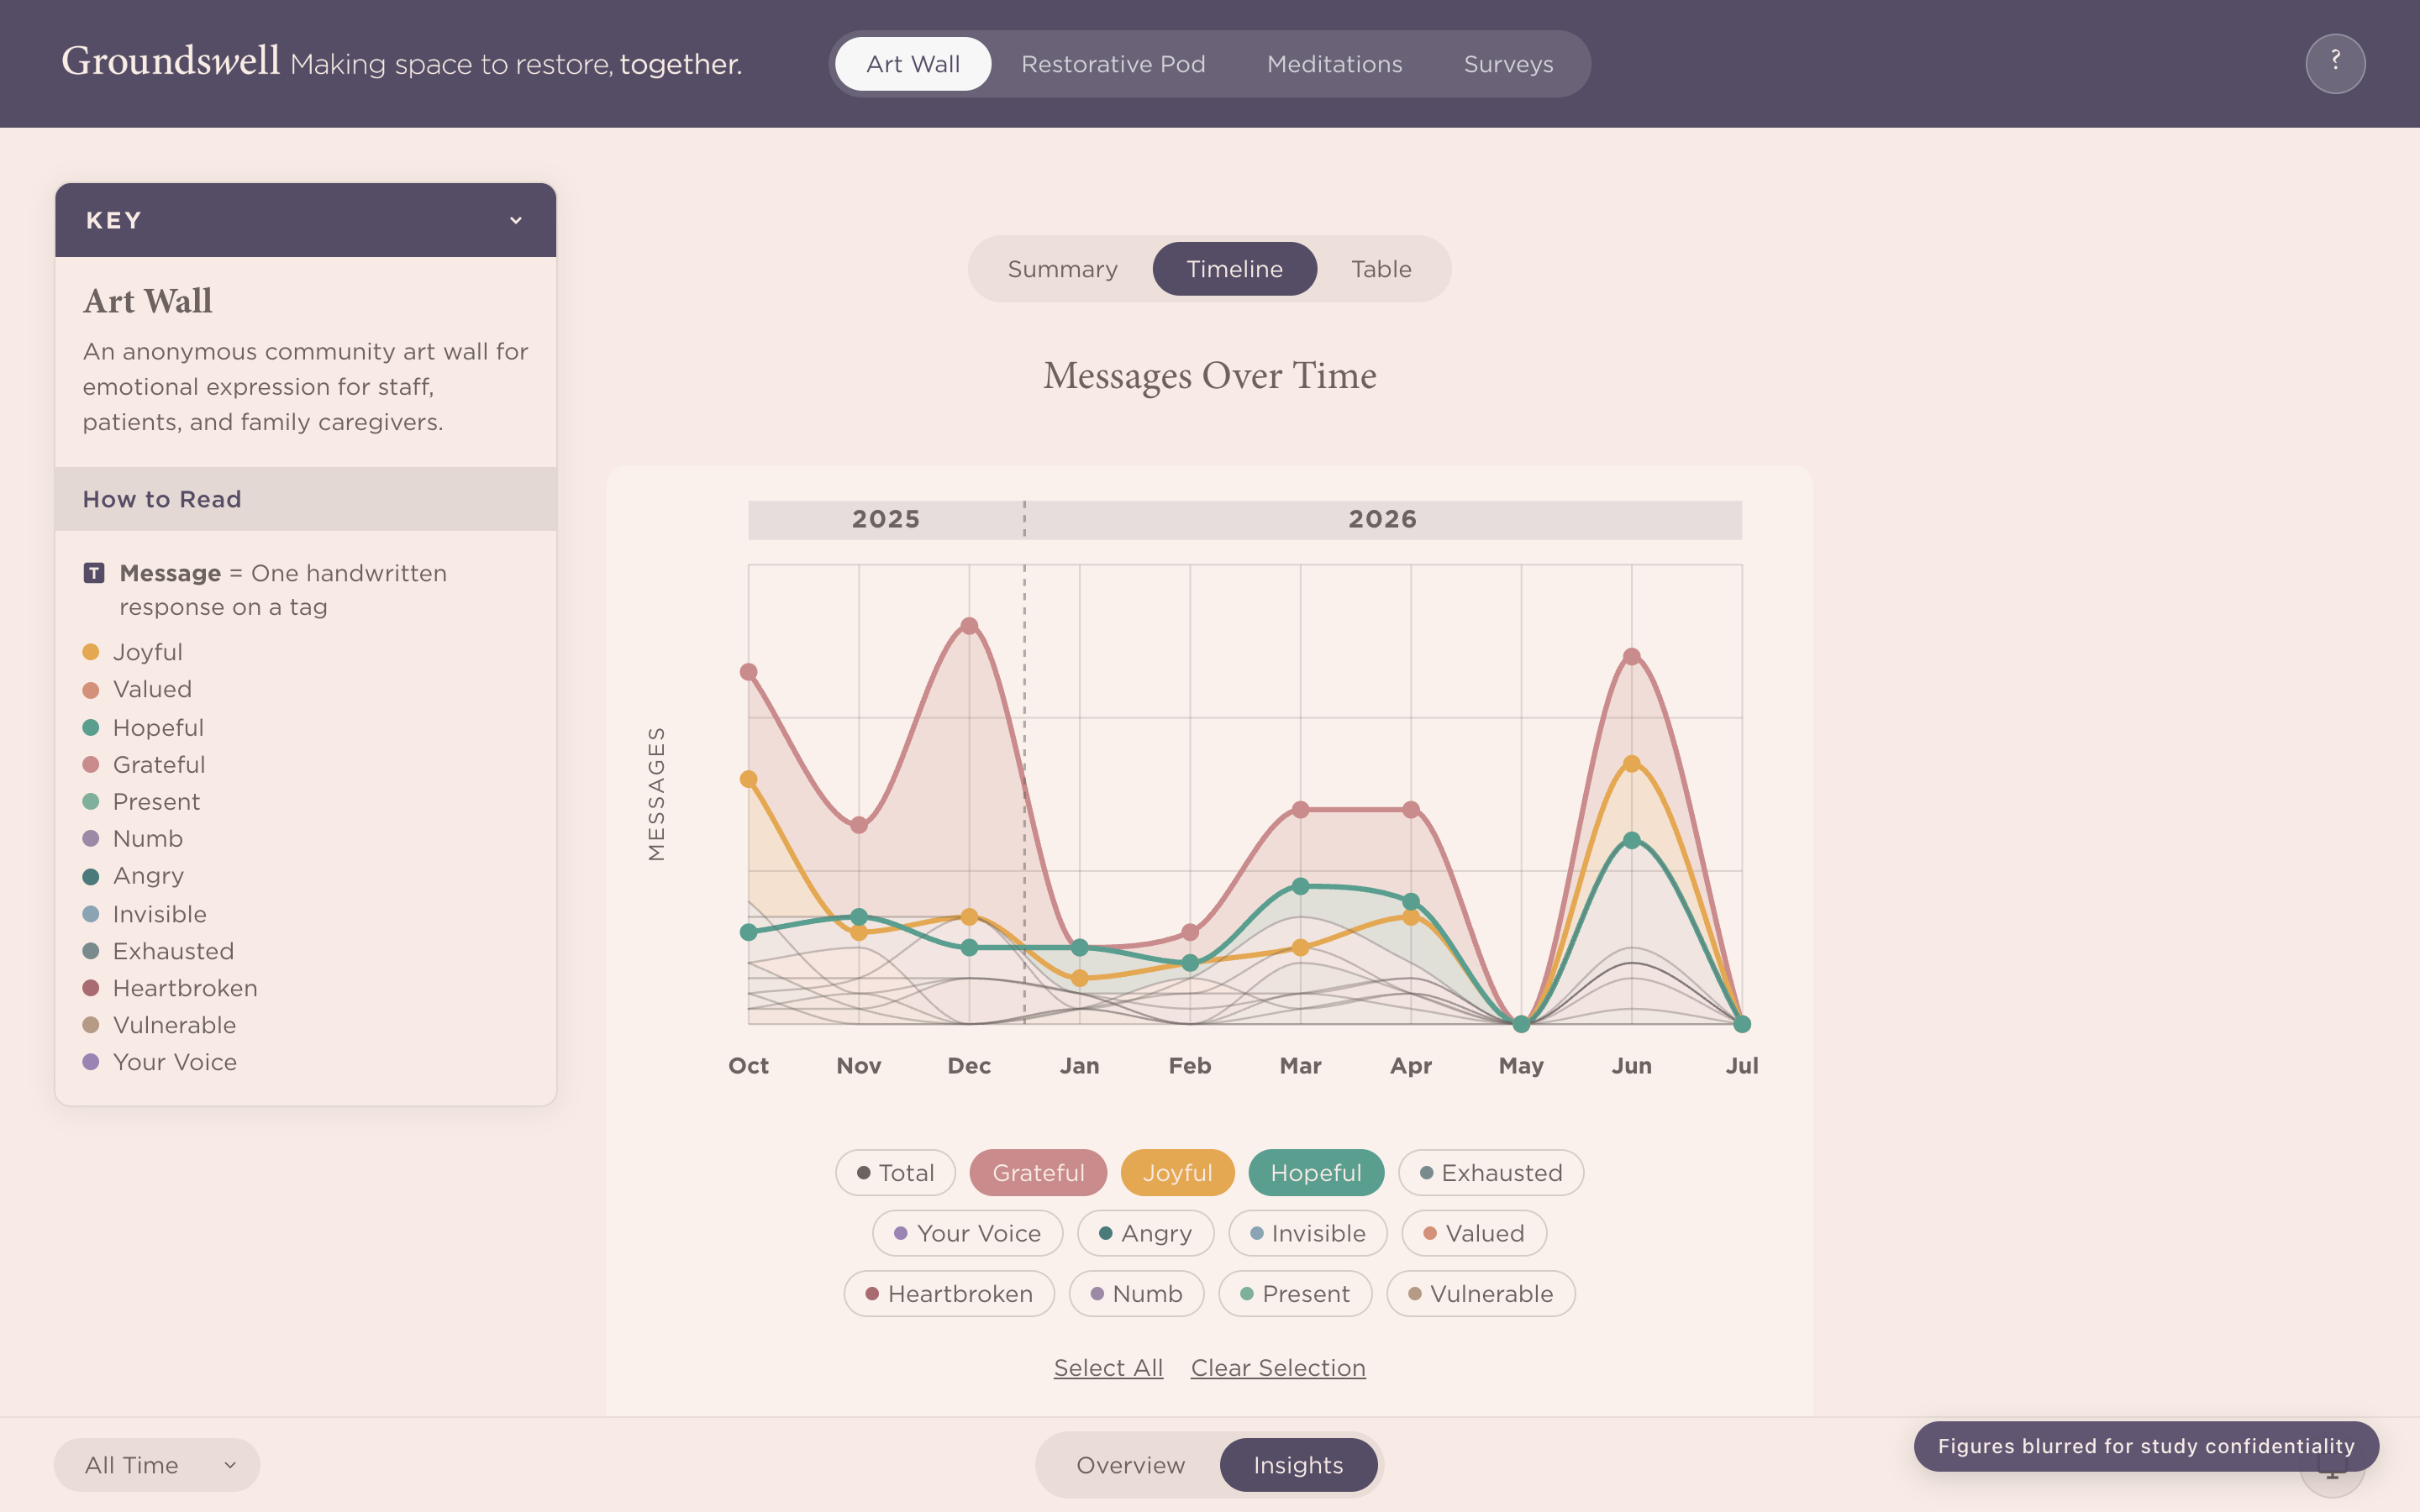 Groundswell Making space to restore, together.
Art Wall
Restorative Pod
Meditations
Surveys
?
KEY
Art Wall
An anonymous community art wall for
emotional expression for staff,
patients, and family caregivers.
How to Read
T Message = One handwritten
response on a tag
Joyful
Valued
Hopeful
Grateful
Present
Numb
Angry
Invisible
Exhausted
Heartbroken
Vulnerable
Your Voice
Summary
Timeline
Table
Messages Over Time
2025
2026
MESSAGES
Oct
Nov
Dec
Jan
Feb
Mar
Apr
May
Jun
Jul
Total
Grateful
Joyful
Hopeful
Exhausted
Your Voice
Angry
Invisible
Valued
Heartbroken
Numb
Present
Vulnerable
Select All
Clear Selection
All Time
Overview
Insights
Figures blurred for study confidentiality